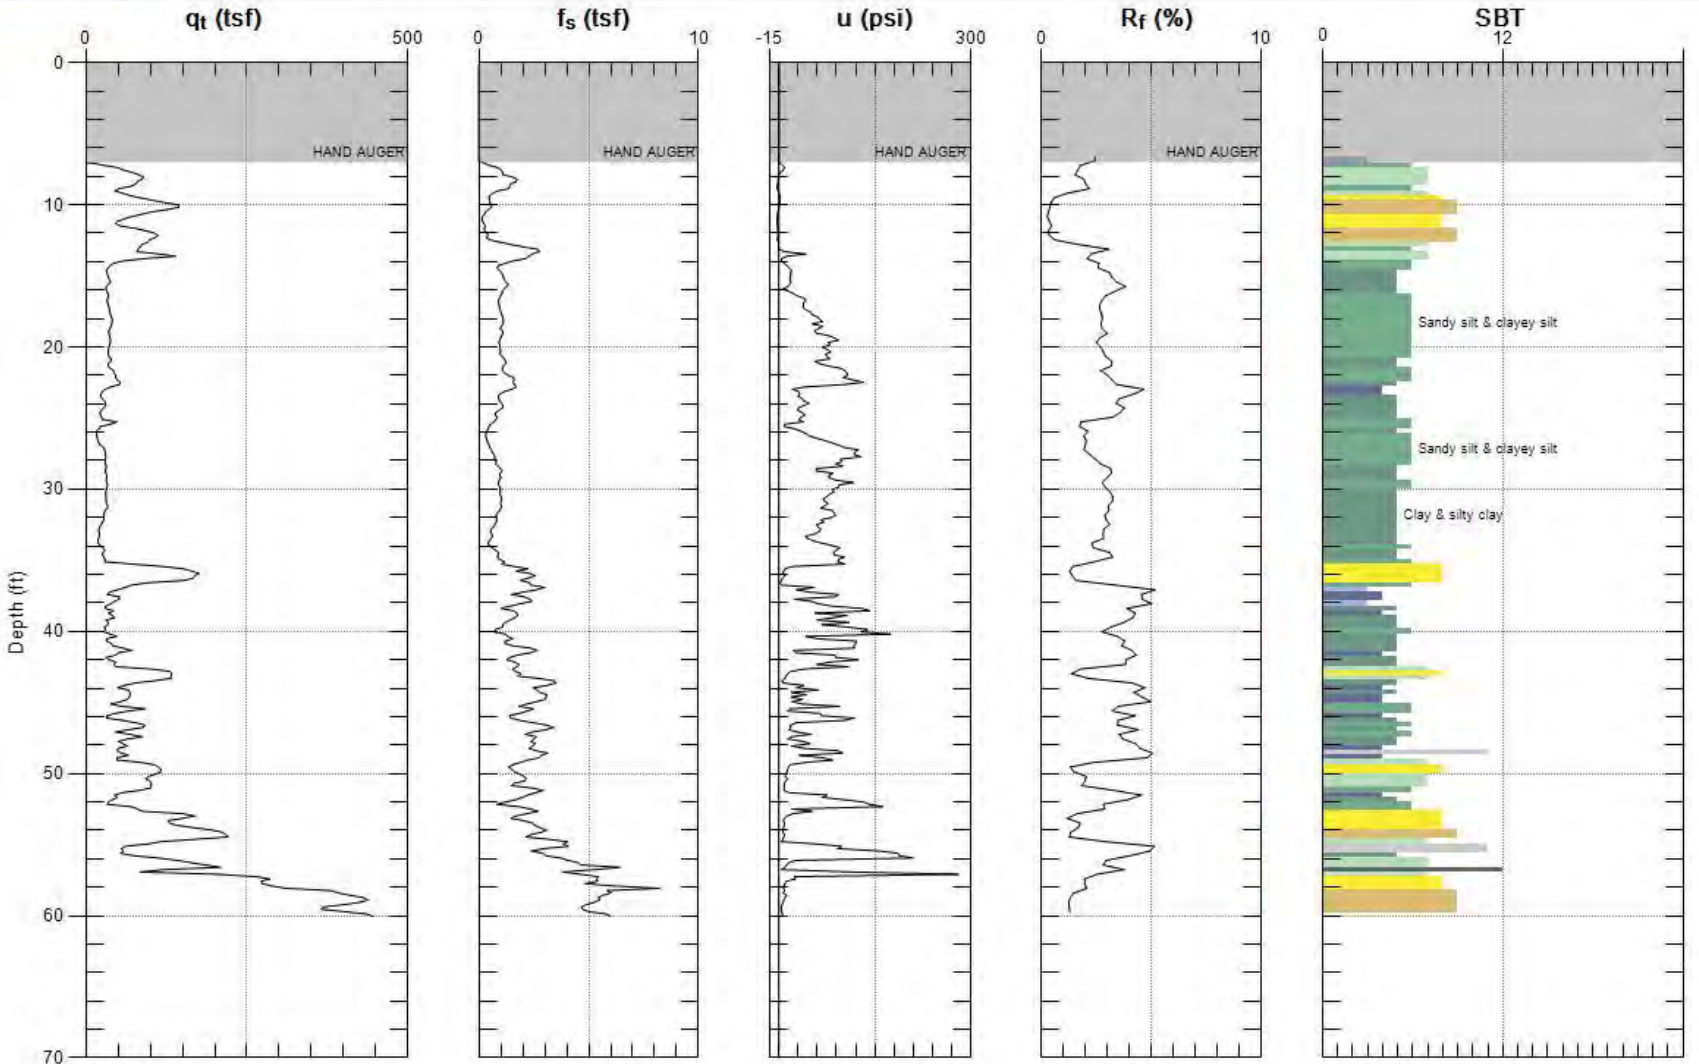 qt (tsf)
fs (tsf)
u (psi)
Rf (%)
SBT
0
500
0
10
-15
300
0
10
0
12
0
HAND AUGER
HAND AUGER
HAND AUGER
HAND AUGER
10
Sandy silt & clayey silt
20
Sandy silt & clayey silt
30
Clay & silty clay
Depth (ft)
40
50
60
70